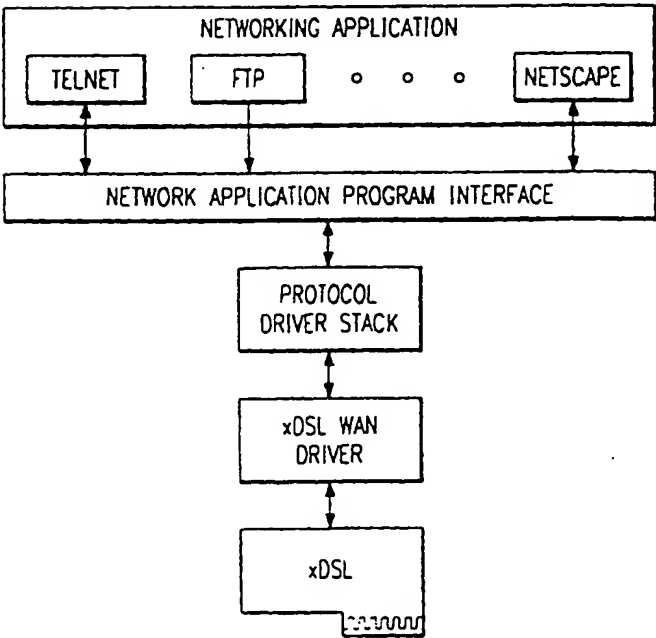 NETWORKING APPLICATION
TELNET
FTP
NETSCAPE
NETWORK APPLICATION PROGRAM INTERFACE
PROTOCOL
DRIVER STACK
xDSL WAN
DRIVER
xDSL